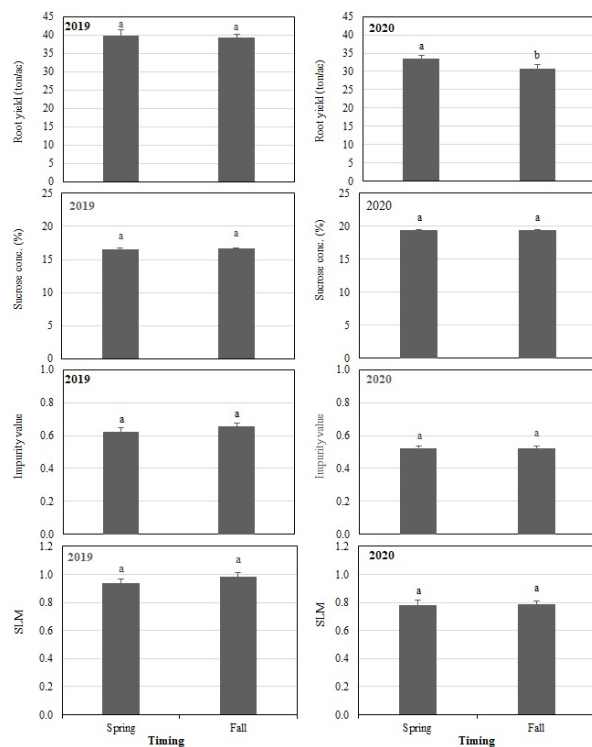 2019
Root yield (ton/ac)
45
40
35
30
25
20
15
10
5
0
a
a
2020
Root yield (ton/ac)
45
40
35
30
25
20
15
10
5
0
a
b
2019
Sucrose conc. (%)
25
20
15
10
5
0
a
a
2020
Sucrose conc. (%)
25
20
15
10
5
0
a
a
2019
Impurity value
1.0
0.8
0.6
0.4
0.2
0.0
a
a
2020
Impurity value
1.0
0.8
0.6
0.4
0.2
0.0
a
a
2019
SLM
1.2
1.0
0.8
0.6
0.4
0.2
0.0
a
a
Spring
Fall
Timing
2020
SLM
1.2
1.0
0.8
0.6
0.4
0.2
0.0
a
a
Spring
Fall
Timing